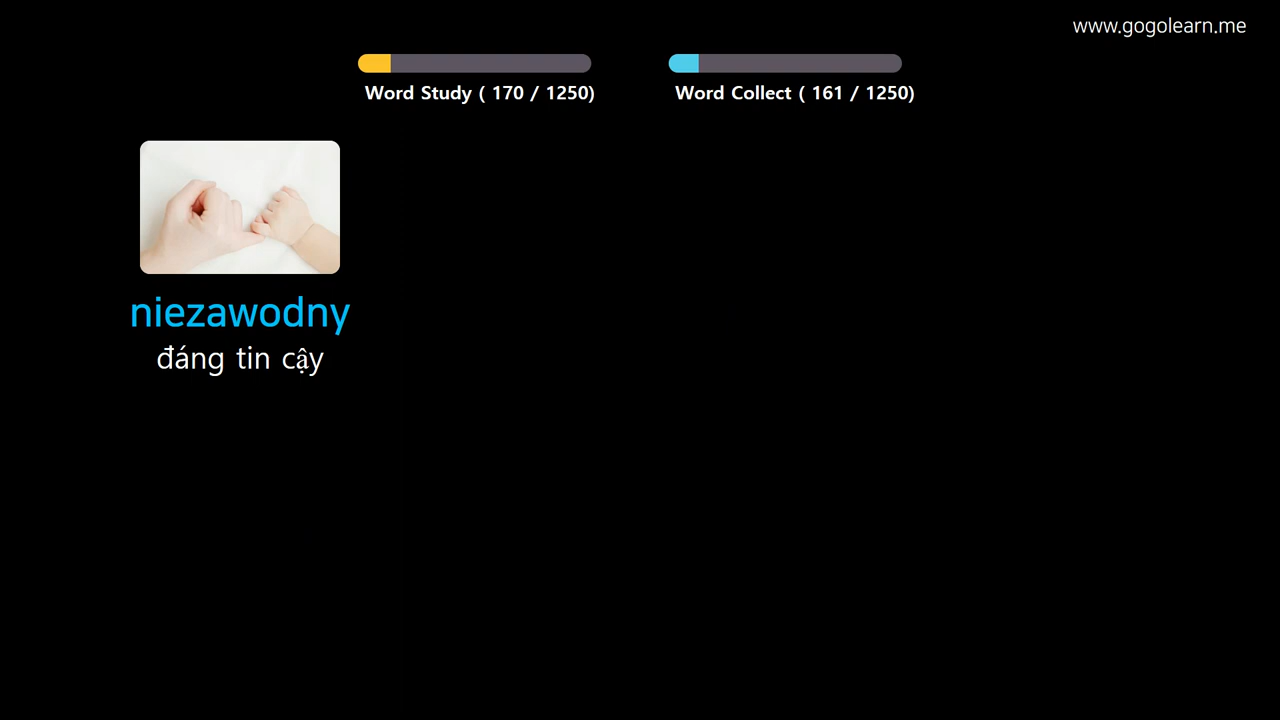 www.gogolearn.me
Word Study ( 170 / 1250)
Word Collect ( 161 / 1250)
niezawodny
đáng tin cậy